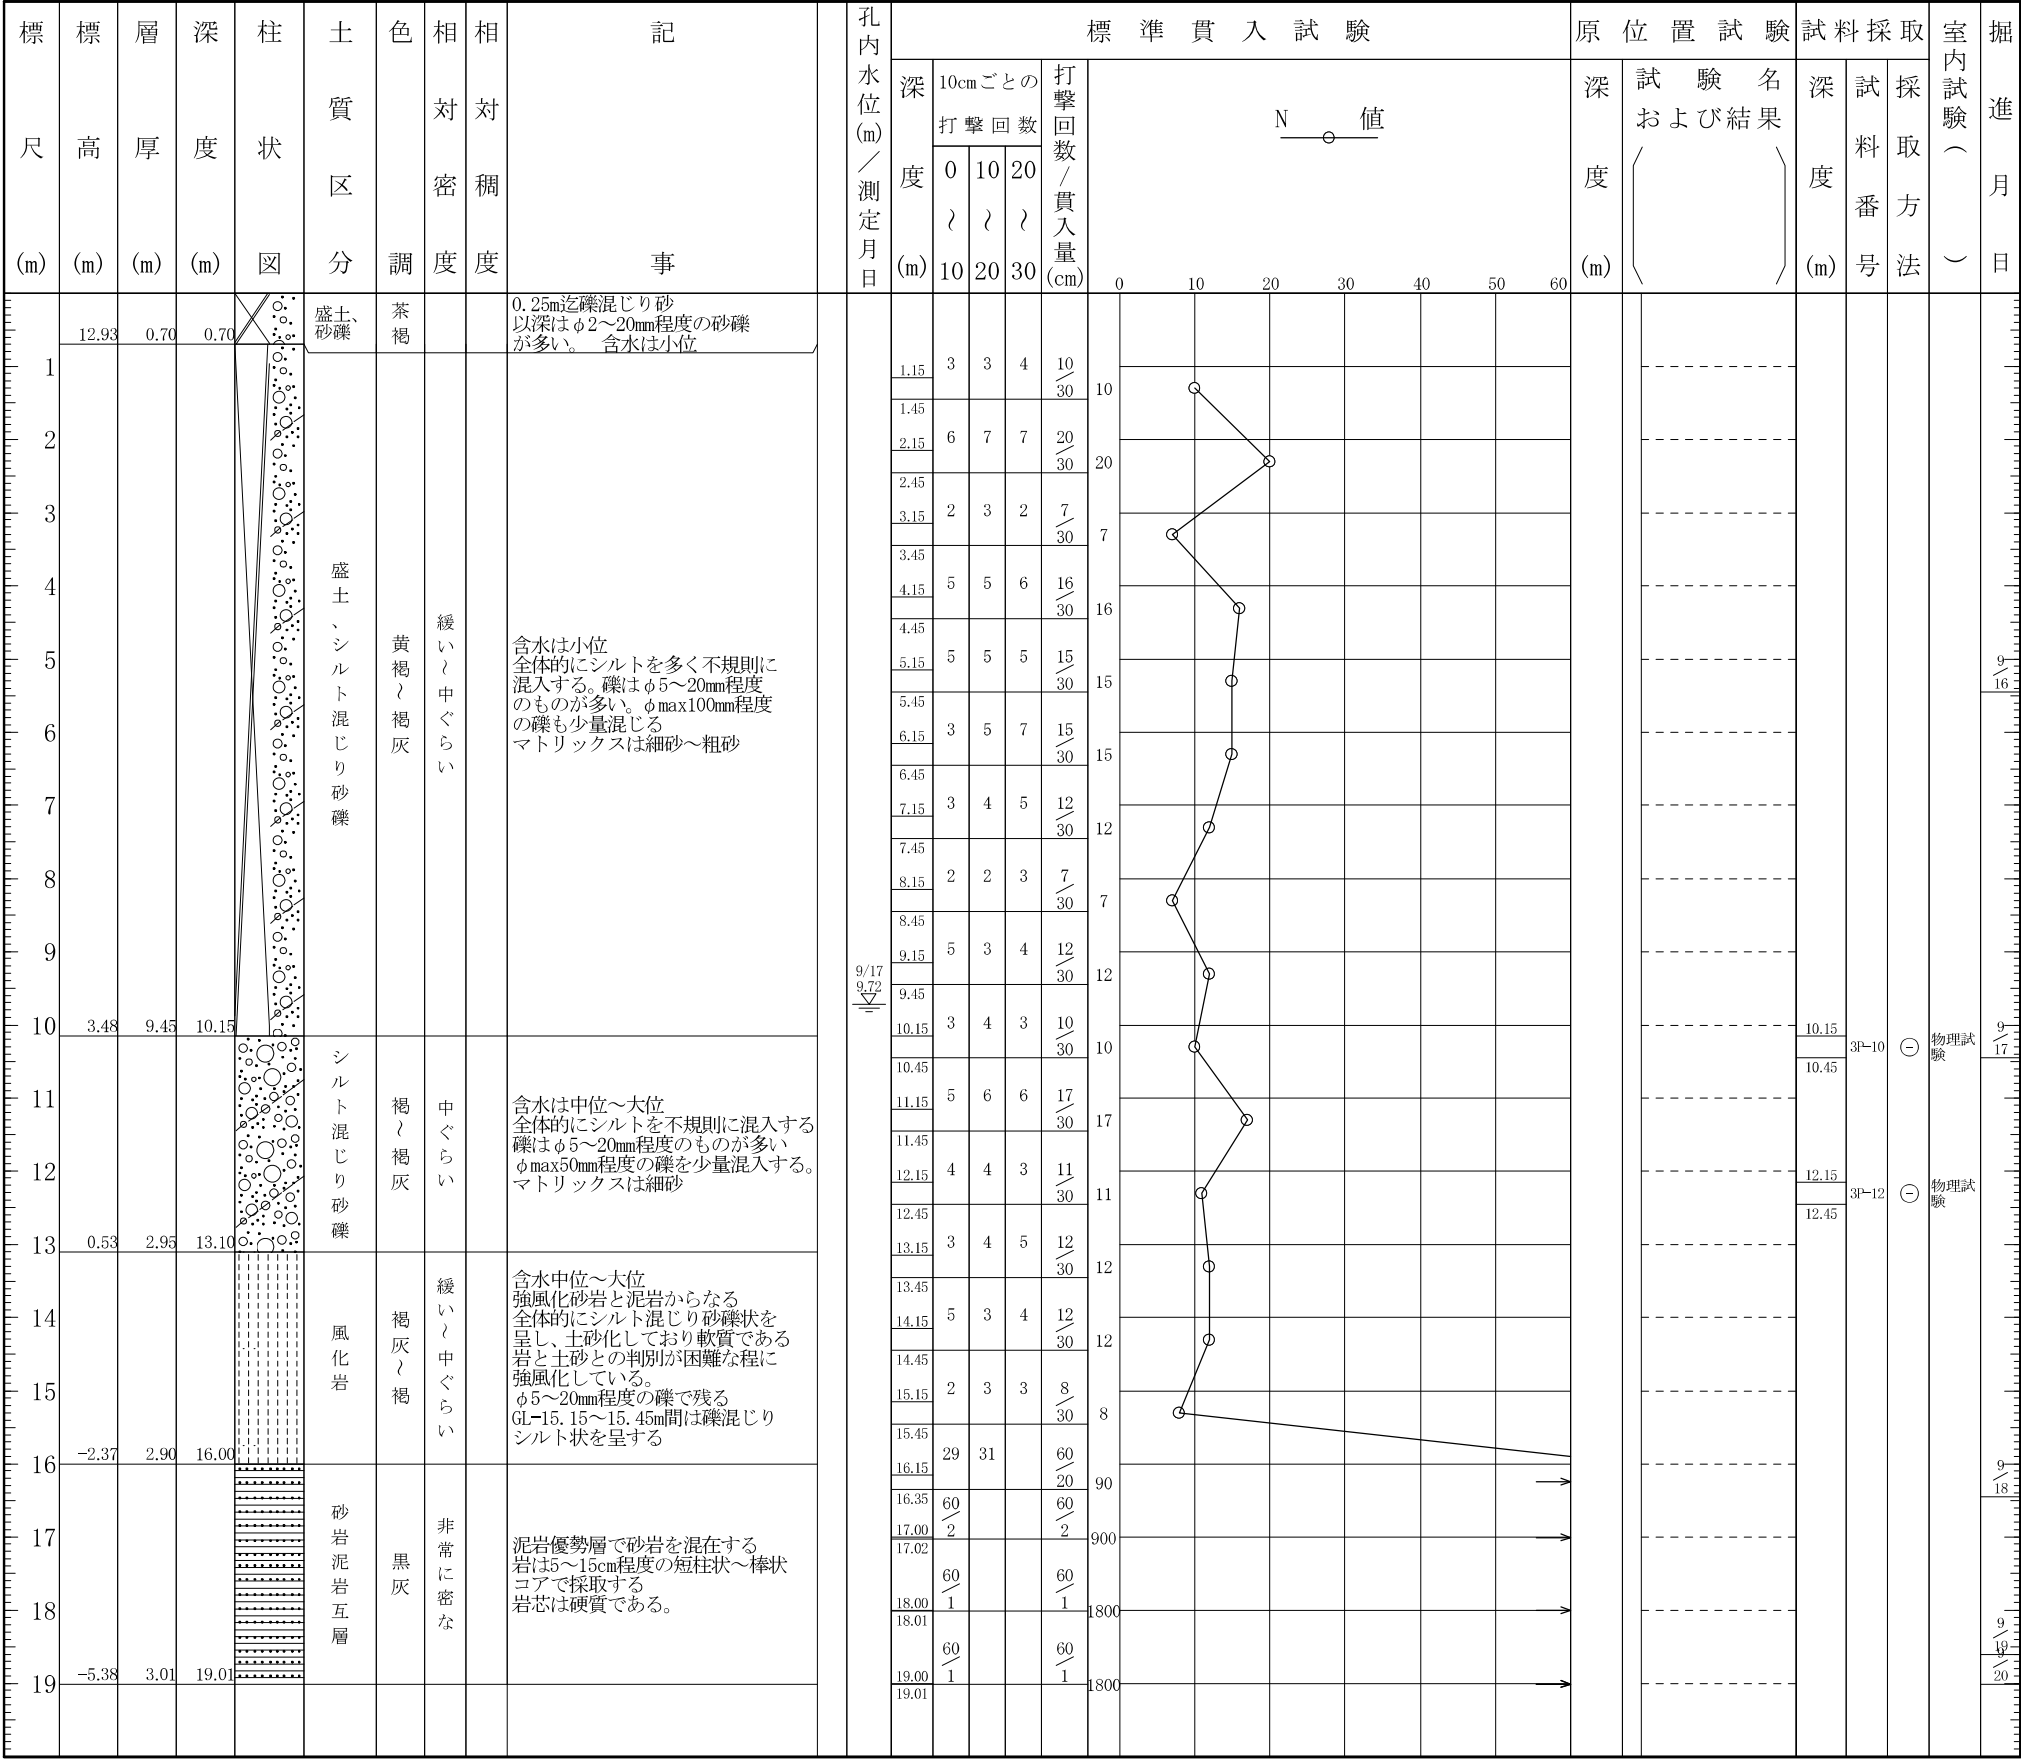 標尺(m)
標高(m)
層厚(m)
深度(m)
柱状図
土質区分
色調
相対密度
相対稠度
記事
孔内水位(m)／測定月日
標準貫入試験
深度(m)
10cmごとの
打撃回数
0〜10
10〜20
20〜30
打撃回数/貫入量(cm)
N 値
0 10 20 30 40 50 60
原位置試験
深度(m)
試験名
および結果
試料採取
深度(m)
試料番号
採取方法
室内試験( )
掘進月日
12.93 0.70 0.70
盛土、
砂礫
茶褐
0.25m迄礫混じり砂
以深はφ2〜20mm程度の砂礫
が多い。 含水は小位
1
2
3
4
5
6
7
8
9
10
11
12
13
14
15
16
17
18
19
3.48 9.45 10.15
盛土、シルト混じり砂礫
黄褐〜褐灰
緩い〜中ぐらい
含水は小位
全体的にシルトを多く不規則に
混入する。礫はφ5〜20mm程度
のものが多い。φmax100mm程度
の礫も少量混じる
マトリックスは細砂〜粗砂
0.53 2.95 13.10
シルト混じり砂礫
褐〜褐灰
中ぐらい
含水は中位〜大位
全体的にシルトを不規則に混入する
礫はφ5〜20mm程度のものが多い
φmax50mm程度の礫を少量混入する。
マトリックスは細砂
-2.37 2.90 16.00
風化岩
褐灰〜褐
緩い〜中ぐらい
含水中位〜大位
強風化砂岩と泥岩からなる
全体的にシルト混じり砂礫状を
呈し、土砂化しており軟質である
岩と土砂との判別が困難な程に
強風化している。
φ5〜20mm程度の礫で残る
GL-15.15〜15.45m間は礫混じり
シルト状を呈する
-5.38 3.01 19.01
砂岩泥岩互層
黒灰
非常に密な
泥岩優勢層で砂岩を混在する
岩は5〜15cm程度の短柱状〜棒状
コアで採取する
岩芯は硬質である。
9/17
9.72
1.15 3 3 4 10/30 10
1.45
2.15 6 7 7 20/30 20
2.45
3.15 2 3 2 7/30 7
3.45
4.15 5 5 6 16/30 16
4.45
5.15 5 5 5 15/30 15
5.45
6.15 3 5 7 15/30 15
6.45
7.15 3 4 5 12/30 12
7.45
8.15 2 2 3 7/30 7
8.45
9.15 5 3 4 12/30 12
9.45
10.15 3 4 3 10/30 10
10.45
11.15 5 6 6 17/30 17
11.45
12.15 4 4 3 11/30 11
12.45
13.15 3 4 5 12/30 12
13.45
14.15 5 3 4 12/30 12
14.45
15.15 2 3 3 8/30 8
15.45
16.15 29 31 60/20 90
16.35
17.00 60/2 60/2 900
17.02
18.00 60/1 60/1 1800
18.01
19.00 60/1 60/1 1800
19.01
10.15
10.45
3P-10
物理試
験
12.15
12.45
3P-12
物理試
験
9/16
9/17
9/18
9/19
9/20